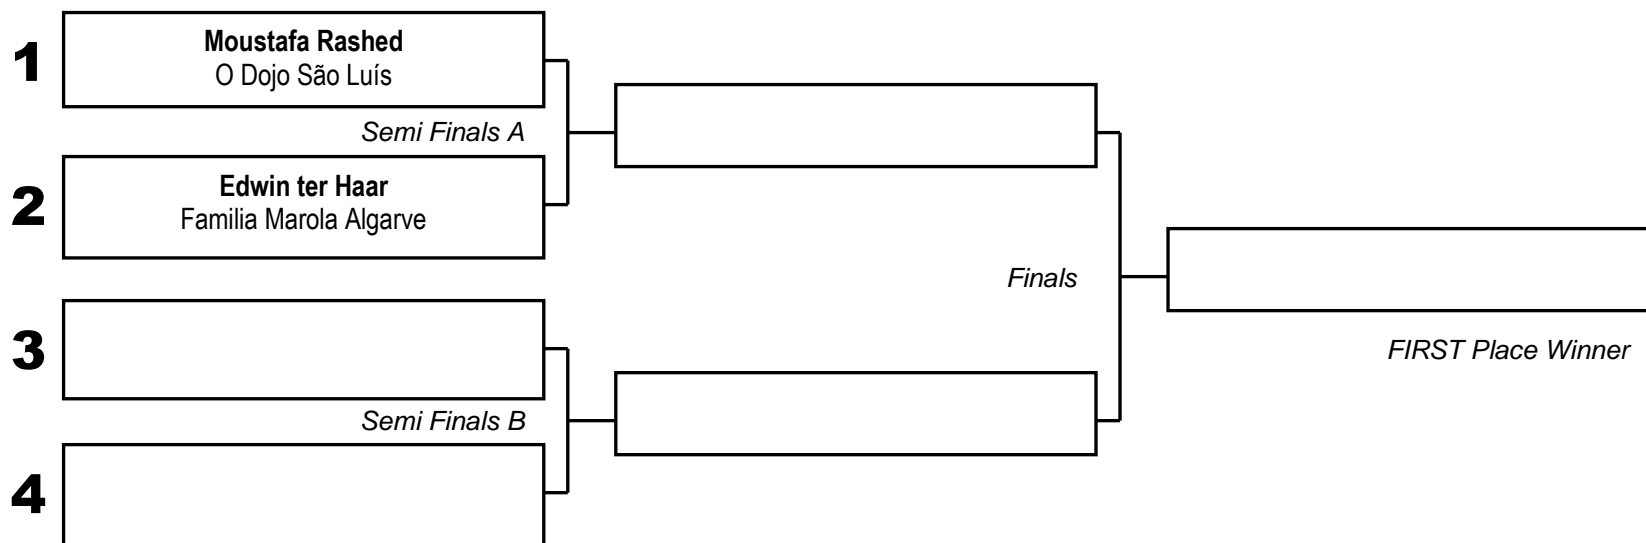 1
Moustafa Rashed
O Dojo São Luís
Semi Finals A
2
Edwin ter Haar
Familia Marola Algarve
Finals
3
FIRST Place Winner
Semi Finals B
4